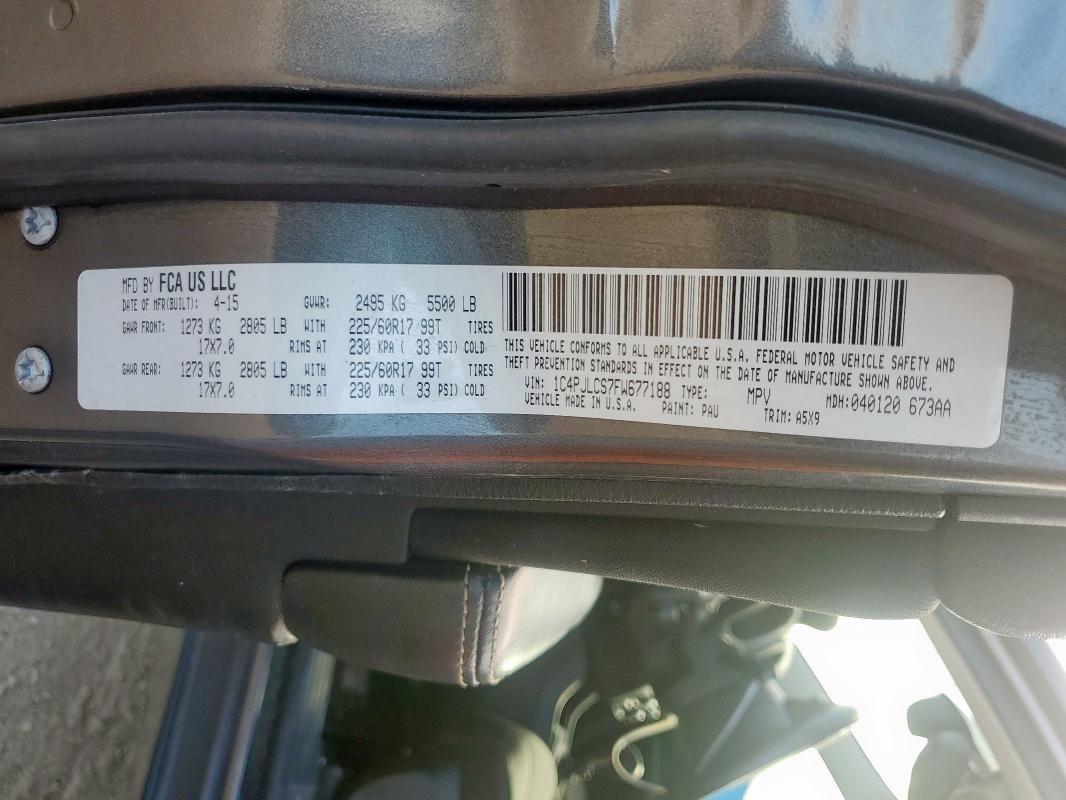 MFD BY FCA US LLC
DATE OF MFR(BUILT): 4-15 GVWR: 2495 KG 5500 LB
GAWR FRONT: 1273 KG 2805 LB WITH 225/60R17 99T TIRES
17X7.0 RIMS AT 230 KPA ( 33 PSI) COLD
GAWR REAR: 1273 KG 2805 LB WITH 225/60R17 99T TIRES
17X7.0 RIMS AT 230 KPA ( 33 PSI) COLD
THIS VEHICLE CONFORMS TO ALL APPLICABLE U.S.A. FEDERAL MOTOR VEHICLE SAFETY AND
THEFT PREVENTION STANDARDS IN EFFECT ON THE DATE OF MANUFACTURE SHOWN ABOVE.
VIN: 1C4PJLCS7FW677188 TYPE: MPV MDH:040120 673AA
VEHICLE MADE IN U.S.A. PAINT: PAU TRIM: A5X9